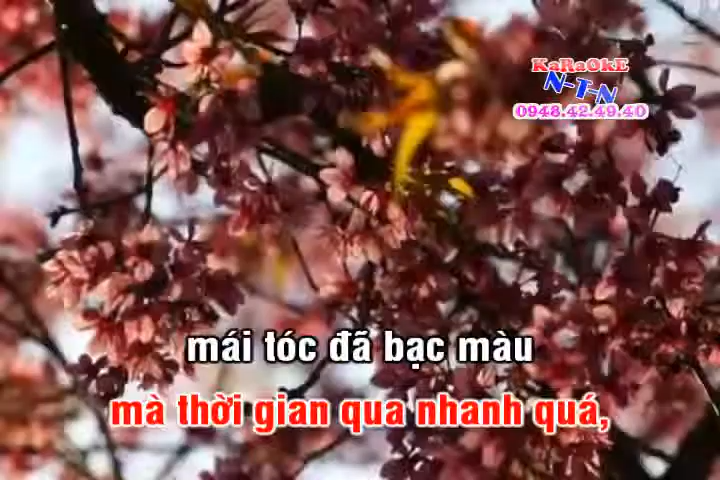 KaRaOkE
N-T-N
0948.42.49.40
mái tóc đã bạc màu
mà thời gian qua nhanh quá,